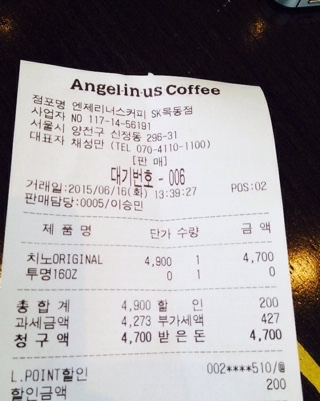 Angel-in-us Coffee
점포명 엔제리너스커피 SK목동점
사업자 NO 117-14-56191
서울시 양천구 신정동 296-31
대표자 채성만 (TEL 070-4110-1100)
[판 매]
대기번호 - 006
거래일:2015/06/16(화) 13:39:27 POS:02
판매담당:0005/이승민
제 품 명 단가 수량 금 액
치노ORIGINAL 4,900 1 4,700
투명16OZ 0 1 0
총 합 계 4,900 할 인 200
과세금액 4,273 부가세액 427
청 구 액 4,700 받 은 돈 4,700
L.POINT할인 002****510/
할인금액 200